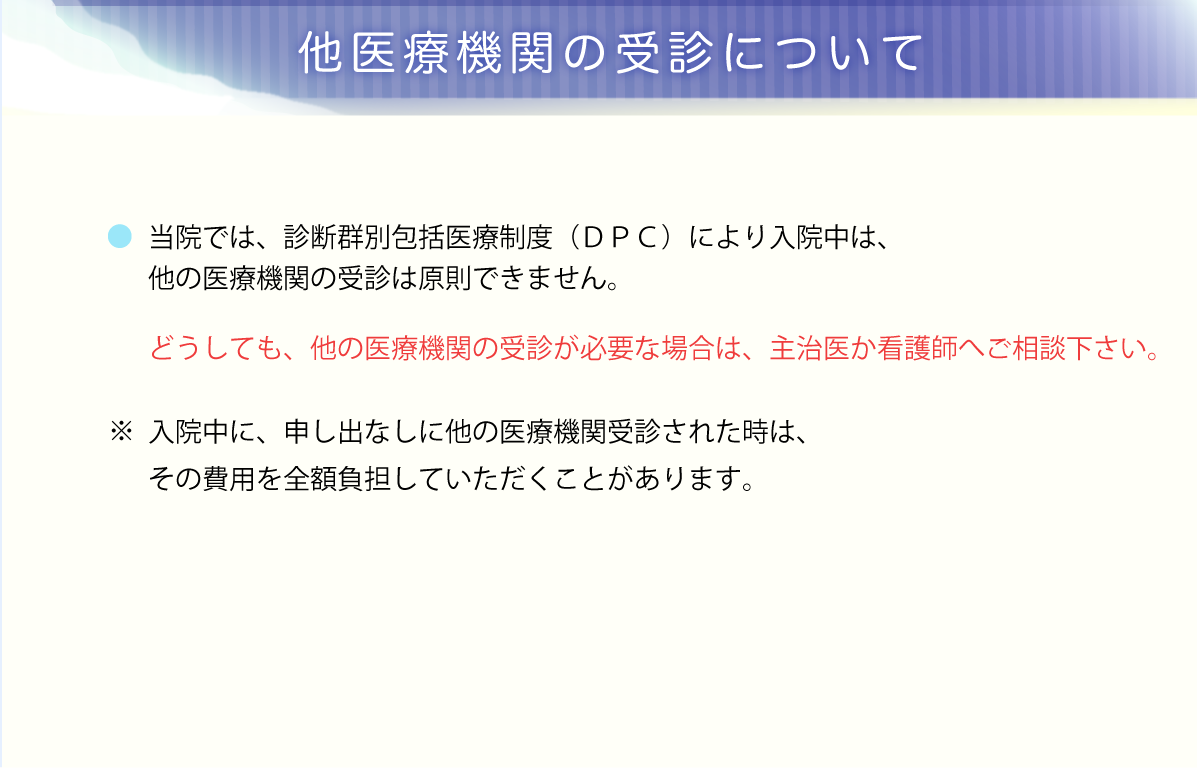 他医療機関の受診について
● 当院では、診断群別包括医療制度（ＤＰＣ）により入院中は、
他の医療機関の受診は原則できません。
どうしても、他の医療機関の受診が必要な場合は、主治医か看護師へご相談下さい。
※ 入院中に、申し出なしに他の医療機関受診された時は、
その費用を全額負担していただくことがあります。